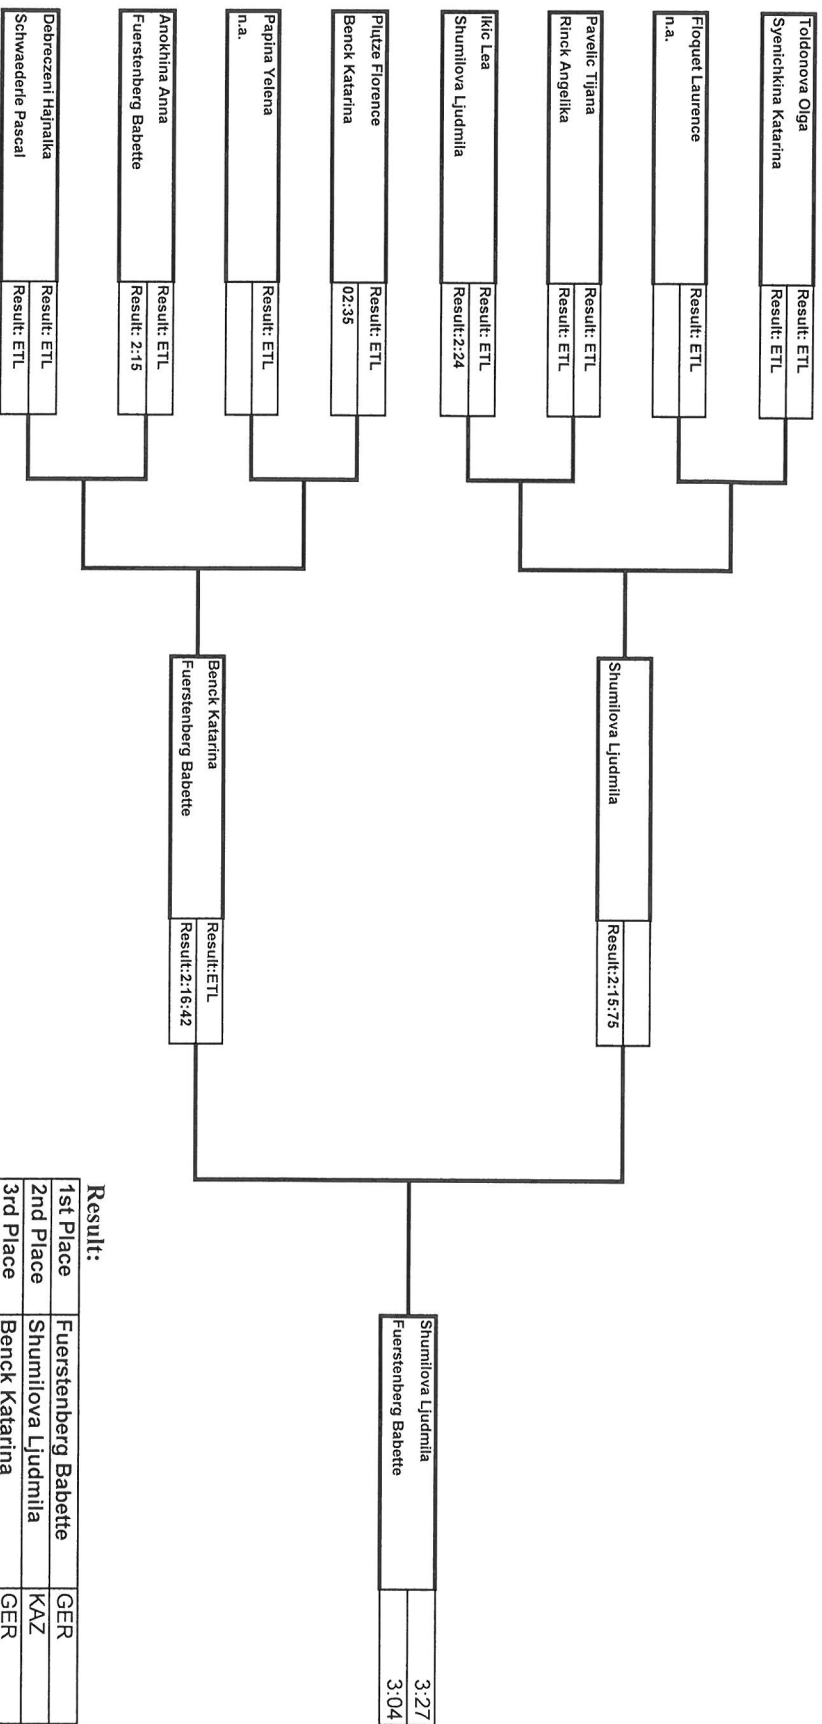 Toldonova Olga
Syenichkina Katarina
Result: ETL
Result: ETL
Floquet Laurence
n.a.
Result: ETL
Pavelic Tijana
Rinck Angelika
Result: ETL
Result: ETL
Ikic Lea
Shumilova Ljudmila
Result: ETL
Result:2:24
Plutze Florence
Benck Katarina
Result: ETL
02:35
Papina Yelena
n.a.
Result: ETL
Anokhina Anna
Fuerstenberg Babette
Result: ETL
Result: 2:15
Debreczeni Hajnalka
Schwaederle Pascal
Result: ETL
Result: ETL
Shumilova Ljudmila
Result:2:15:75
Benck Katarina
Fuerstenberg Babette
Result:ETL
Result:2:16:42
Shumilova Ljudmila
Fuerstenberg Babette
3:27
3:04
Result:
1st Place Fuerstenberg Babette GER
2nd Place Shumilova Ljudmila KAZ
3rd Place Benck Katarina GER